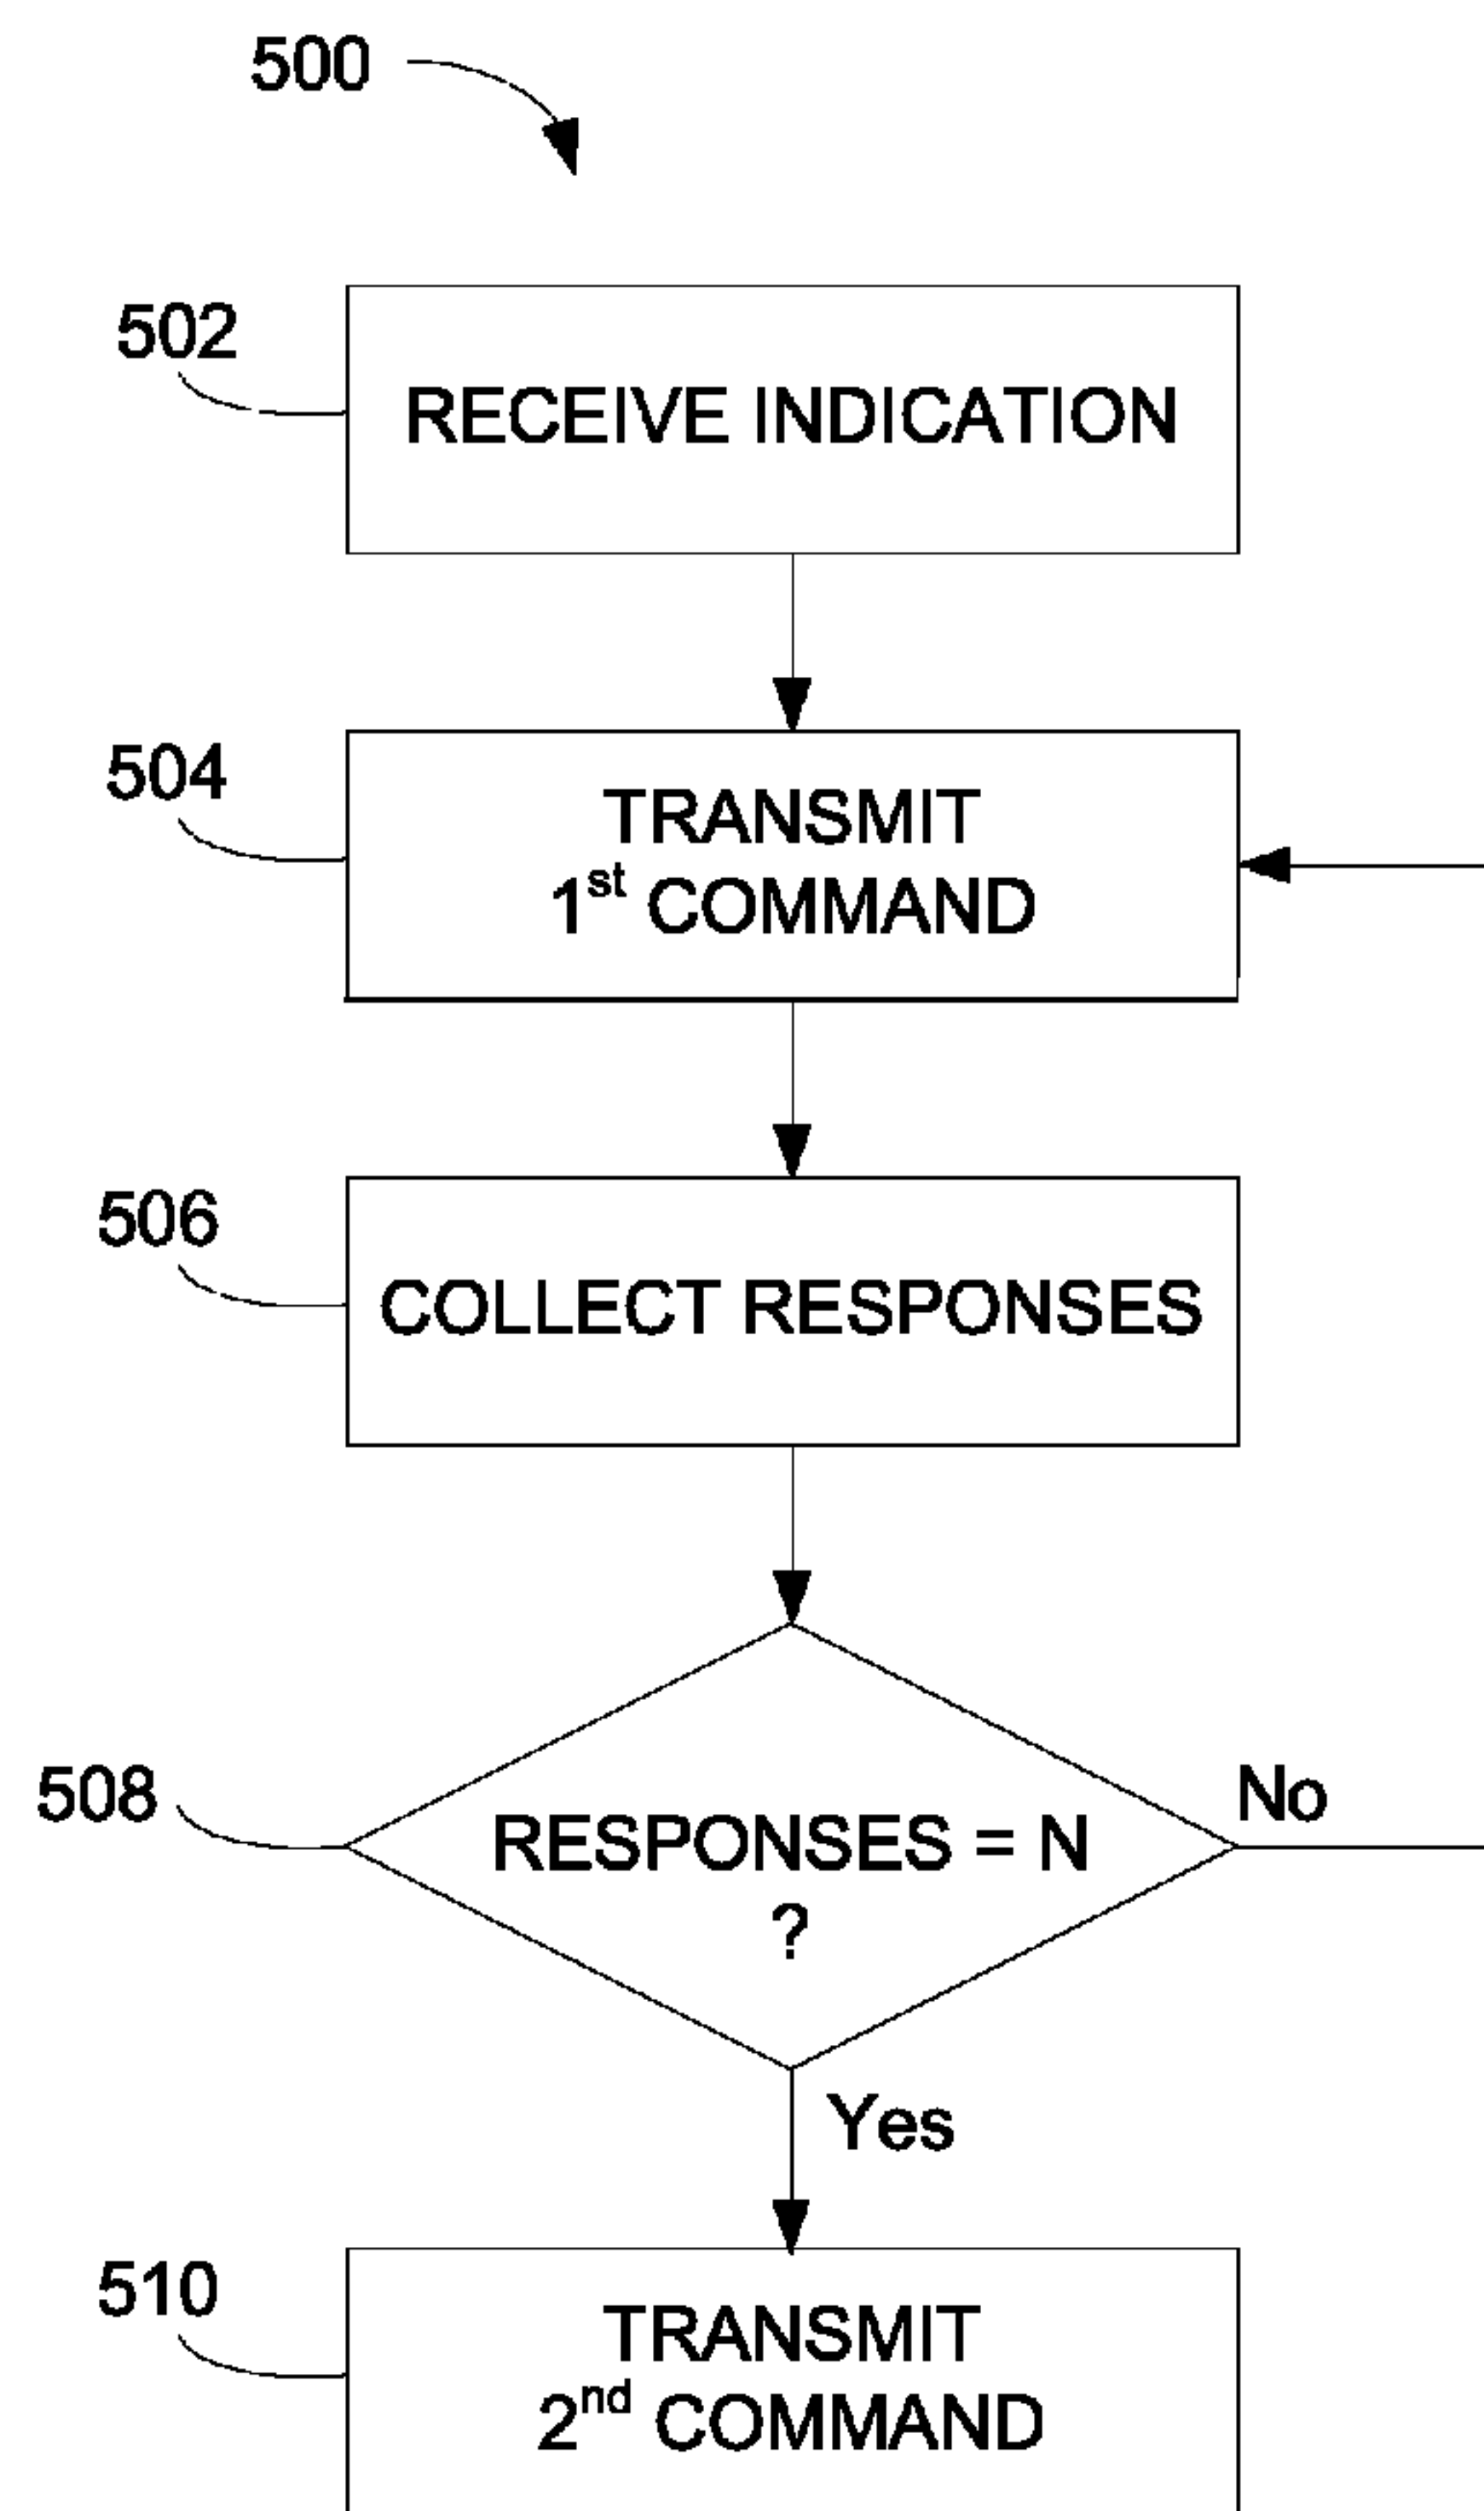 500
502
RECEIVE INDICATION
504
TRANSMIT
1st COMMAND
506
COLLECT RESPONSES
508
RESPONSES = N
?
No
Yes
510
TRANSMIT
2nd COMMAND